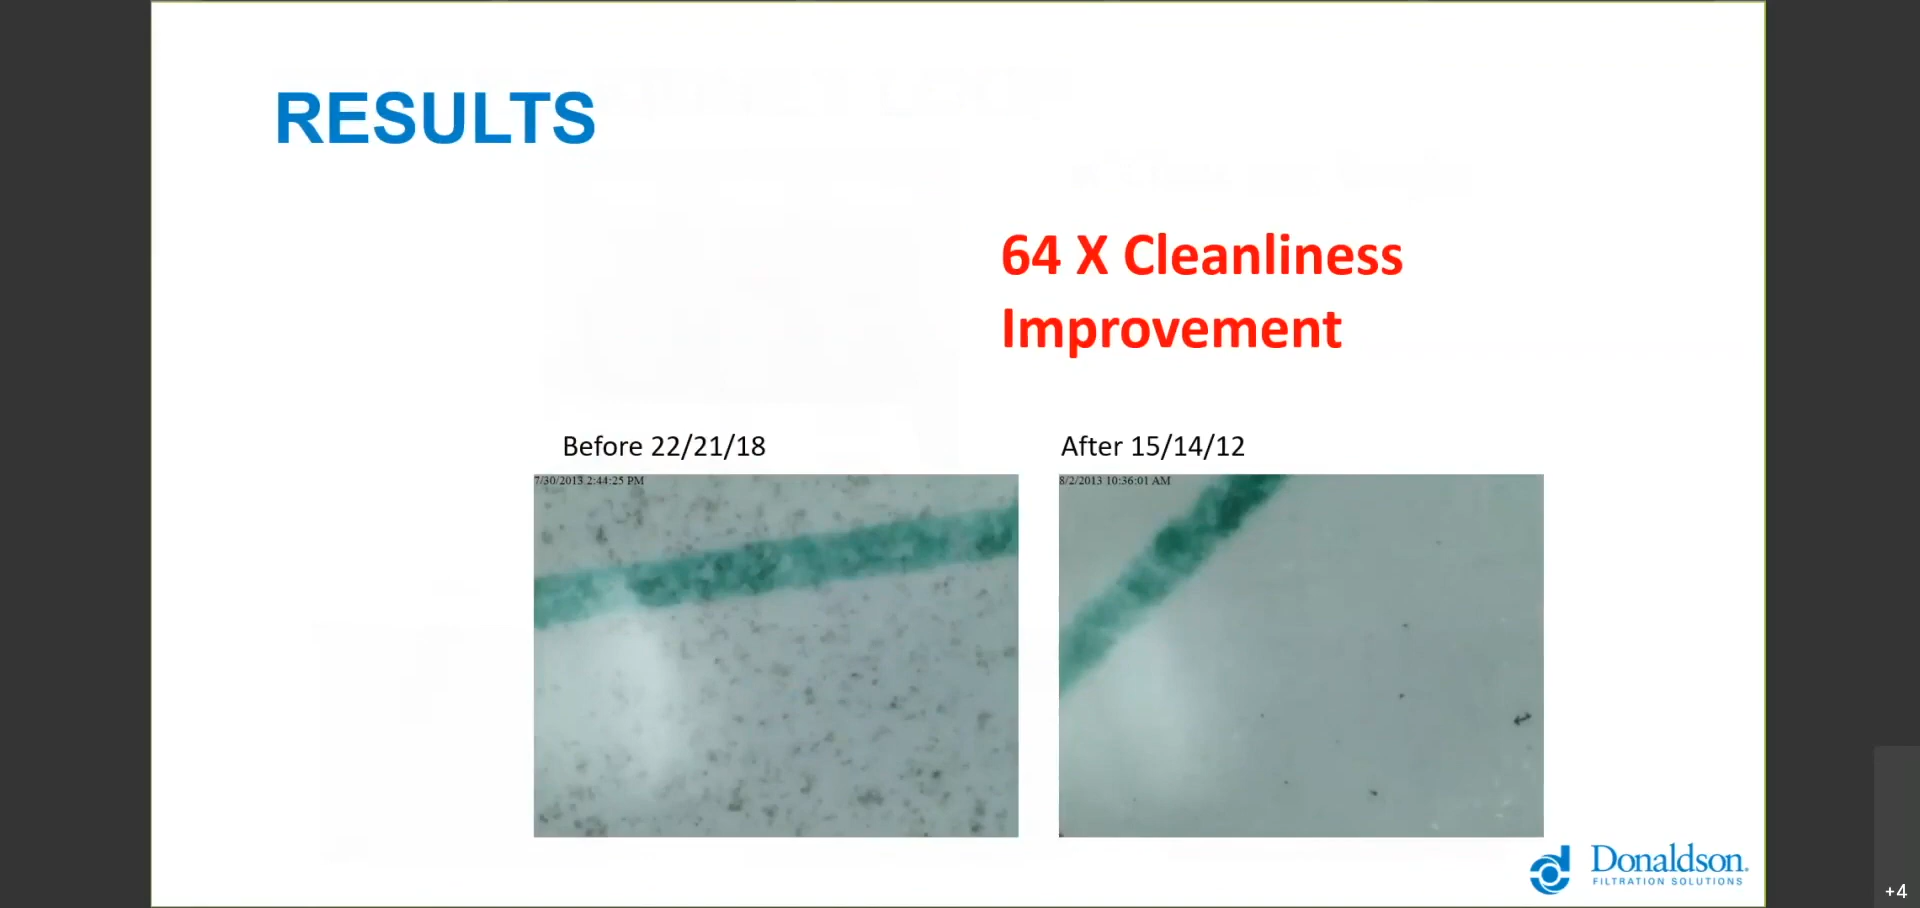 RESULTS
64 X Cleanliness
Improvement
Before 22/21/18
After 15/14/12
7/30/2013 2:44:25 PM
8/2/2013 10:36:01 AM
Donaldson.
FILTRATION SOLUTIONS
+4